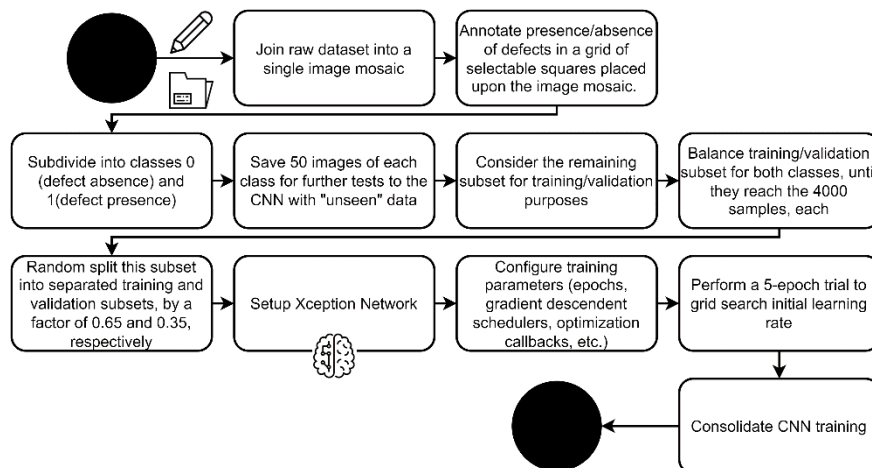 Join raw dataset into a
single image mosaic
Annotate presence/absence
of defects in a grid of
selectable squares placed
upon the image mosaic.
Subdivide into classes 0
(defect absence) and
1(defect presence)
Save 50 images of each
class for further tests to the
CNN with "unseen" data
Consider the remaining
subset for training/validation
purposes
Balance training/validation
subset for both classes, until
they reach the 4000
samples, each
Random split this subset
into separated training and
validation subsets, by a
factor of 0.65 and 0.35,
respectively
Setup Xception Network
Configure training
parameters (epochs,
gradient descendent
schedulers, optimization
callbacks, etc.)
Perform a 5-epoch trial to
grid search initial learning
rate
Consolidate CNN training